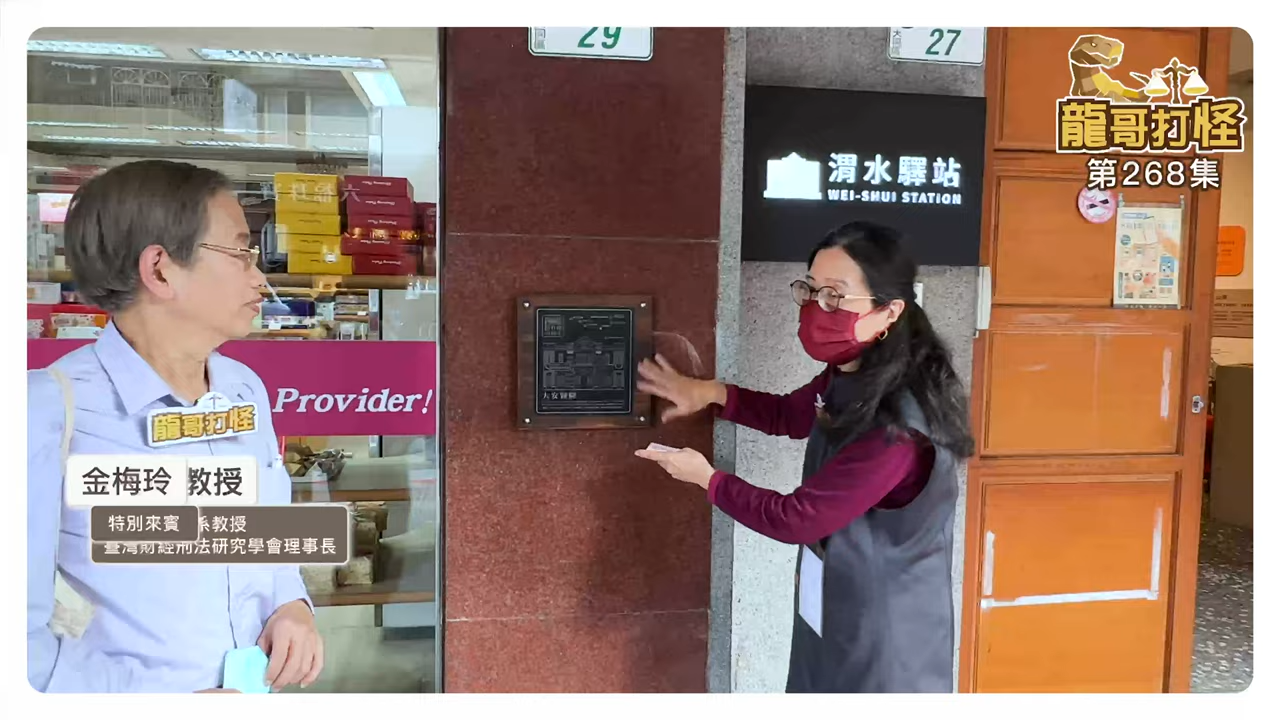 29
27
龍哥打怪
第268集
渭水驛站
WEI-SHUI STATION
Provider!
大安醫院
龍哥打怪
金梅玲 教授
特別來賓 系教授
臺灣財經刑法研究學會理事長